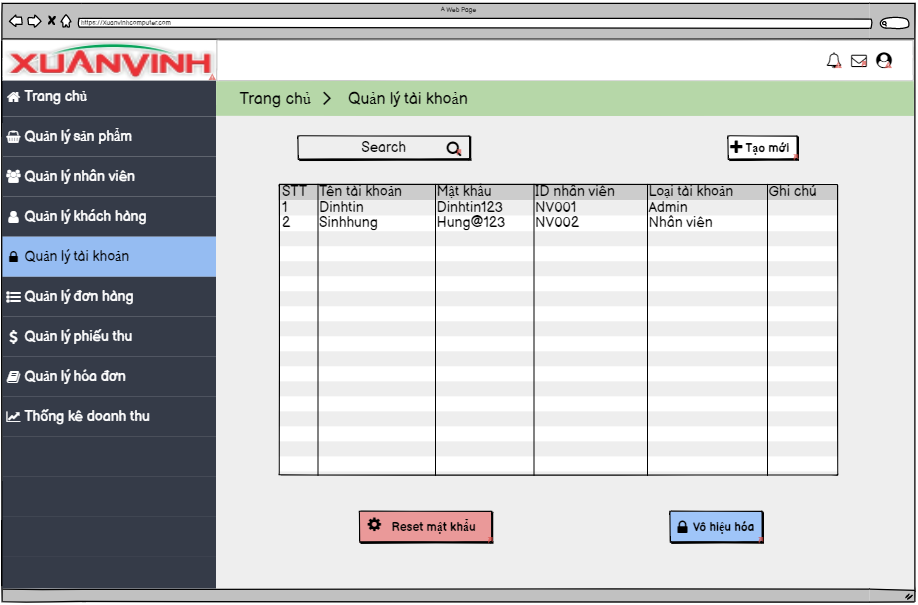 A Web Page
https://Xuanvinhcomputer.com
XUÂNVINH
Trang chủ
Trang chủ > Quản lý tài khoản
Quản lý sản phẩm
Search
Tạo mới
Quản lý nhân viên
Quản lý khách hàng
Quản lý tài khoản
Quản lý đơn hàng
Quản lý phiếu thu
Quản lý hóa đơn
Thống kê doanh thu
STT Tên tài khoản Mật khẩu ID nhân viên Loại tài khoản Ghi chú
1 Dinhtin Dinhtin123 NV001 Admin
2 Sinhhung Hung@123 NV002 Nhân viên
Reset mật khẩu
Vô hiệu hóa